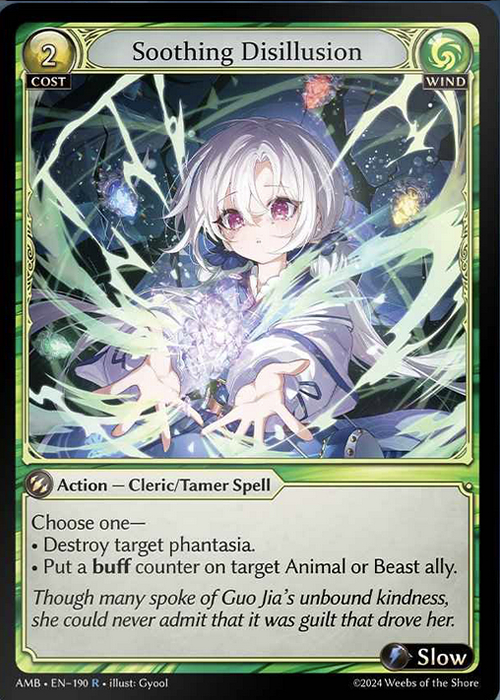 2
Soothing Disillusion
COST
WIND
Action — Cleric/Tamer Spell
Choose one—
• Destroy target phantasia.
• Put a buff counter on target Animal or Beast ally.
Though many spoke of Guo Jia's unbound kindness,
she could never admit that it was guilt that drove her.
Slow
AMB • EN-190 R • illust: Gyool
©2024 Weebs of the Shore